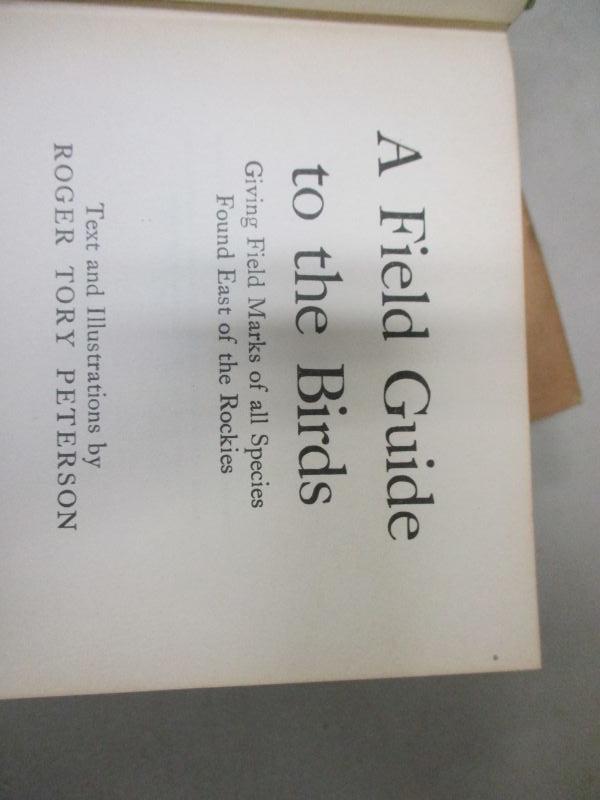 A Field Guide
to the Birds
Giving Field Marks of all Species
Found East of the Rockies
Text and Illustrations by
ROGER TORY PETERSON